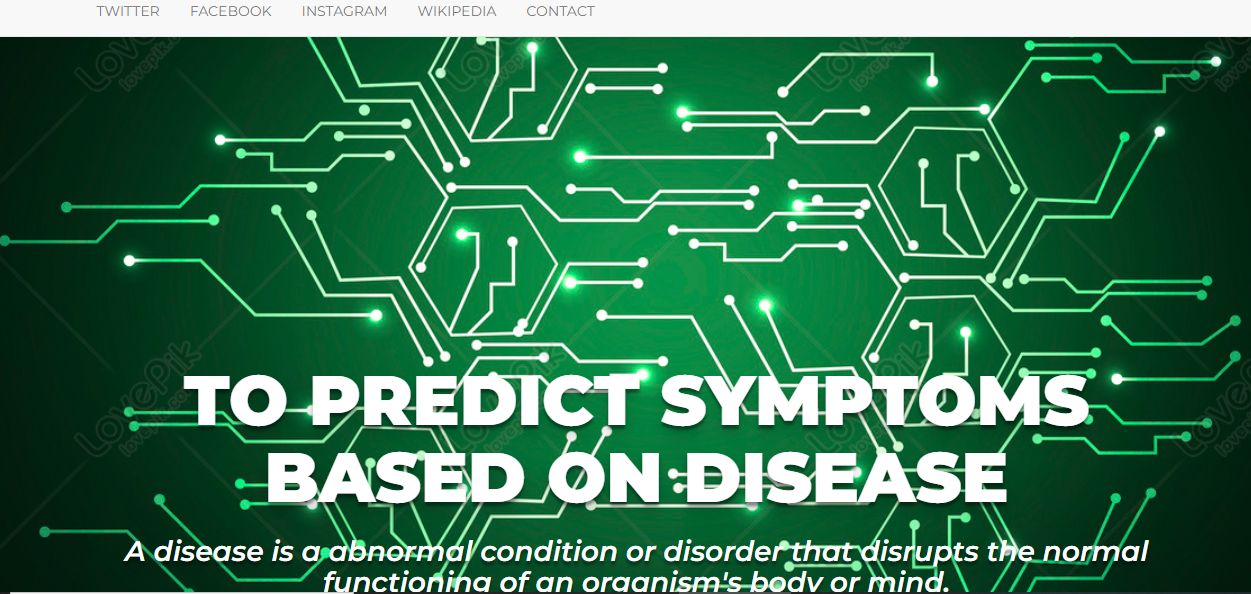 TWITTER FACEBOOK INSTAGRAM WIKIPEDIA CONTACT
TO PREDICT SYMPTOMS
BASED ON DISEASE
A disease is a abnormal condition or disorder that disrupts the normal
functioning of an organism's body or mind.